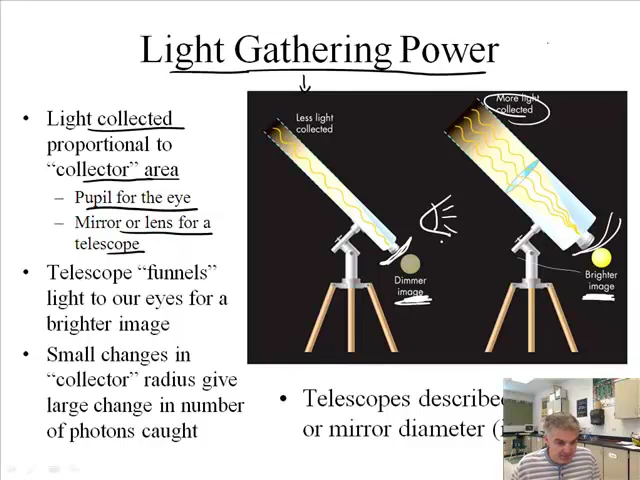 Light Gathering Power
• Light collected
proportional to
“collector” area
– Pupil for the eye
– Mirror or lens for a
telescope
• Telescope “funnels”
light to our eyes for a
brighter image
• Small changes in
“collector” radius give
large change in number
of photons caught
Less light
collected
More light
collected
Dimmer
image
Brighter
image
• Telescopes described
or mirror diameter